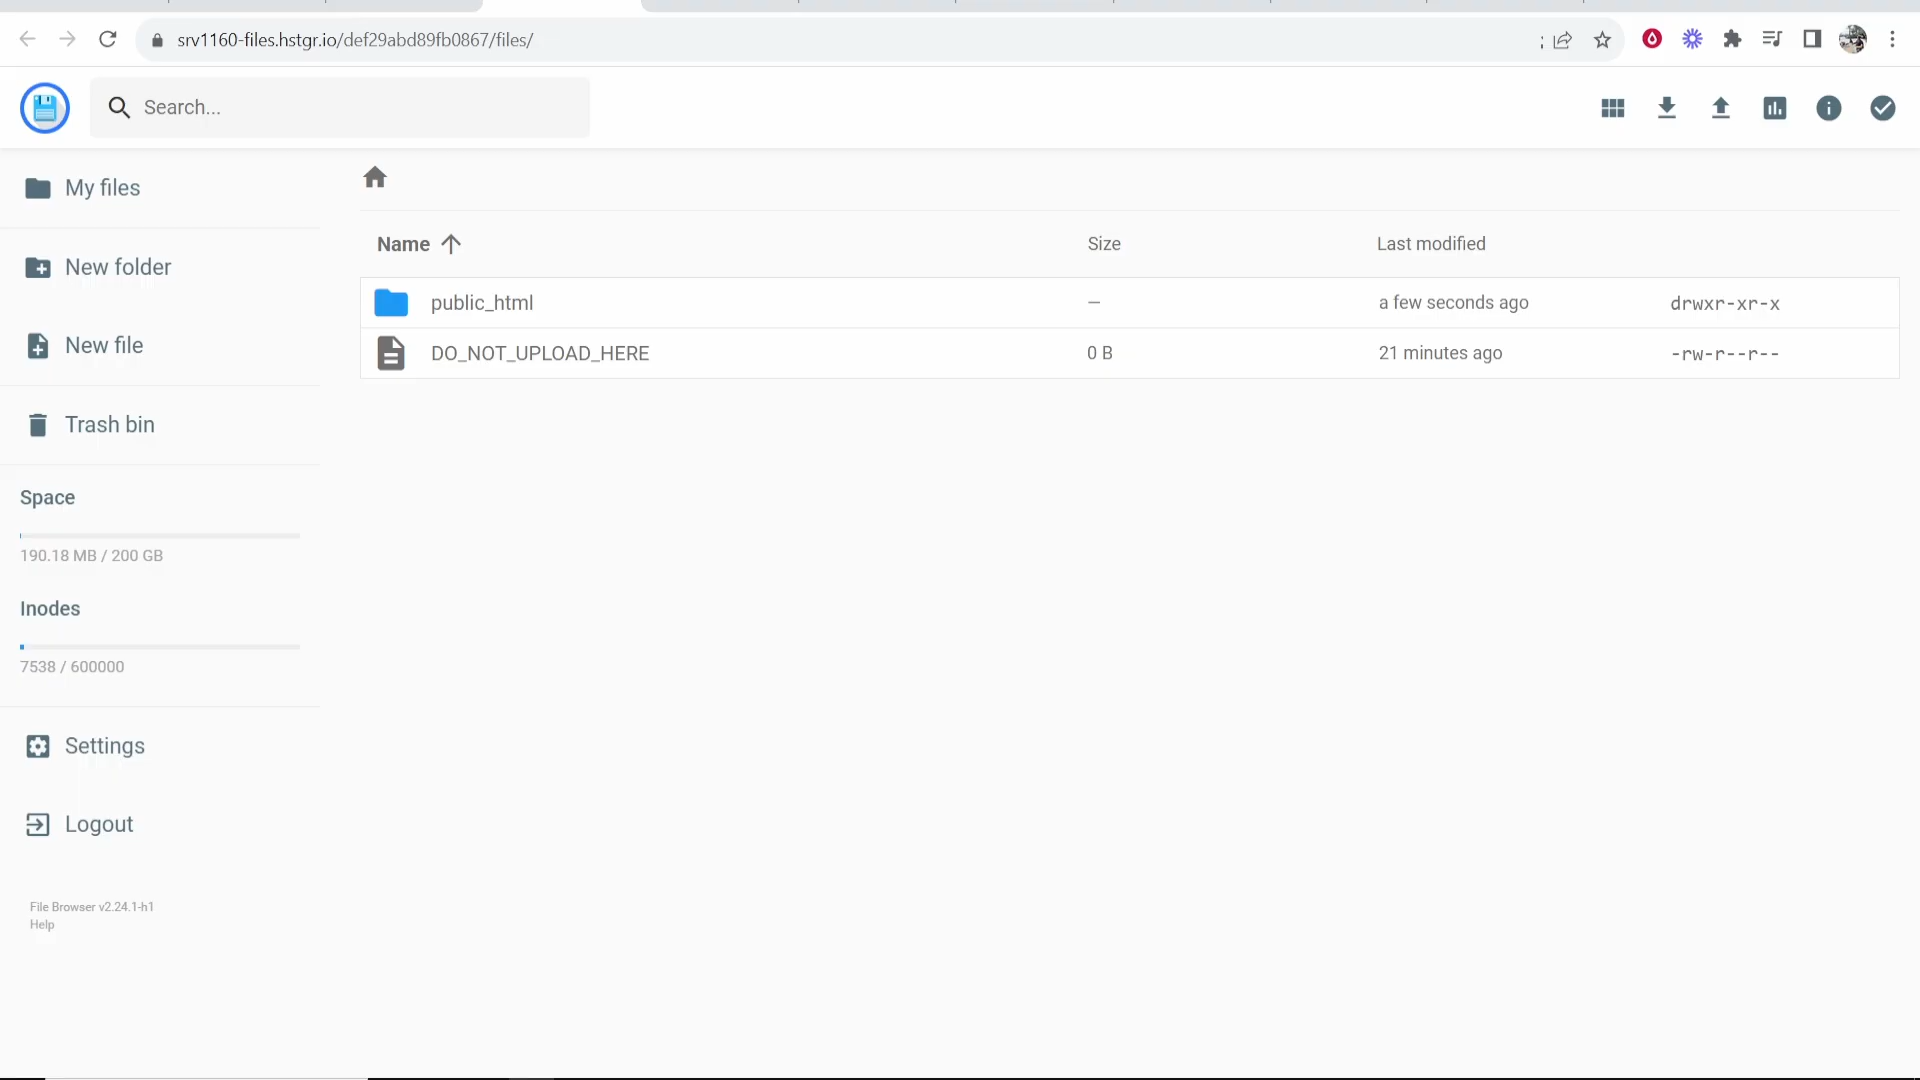 srv1160-files.hstgr.io/def29abd89fb0867/files/
Search...
My files
New folder
New file
Trash bin
Space
190.18 MB / 200 GB
Inodes
7538 / 600000
Settings
Logout
File Browser v2.24.1-h1
Help
Name Size Last modified
public_html — a few seconds ago drwxr-xr-x
DO_NOT_UPLOAD_HERE 0 B 21 minutes ago -rw-r--r--